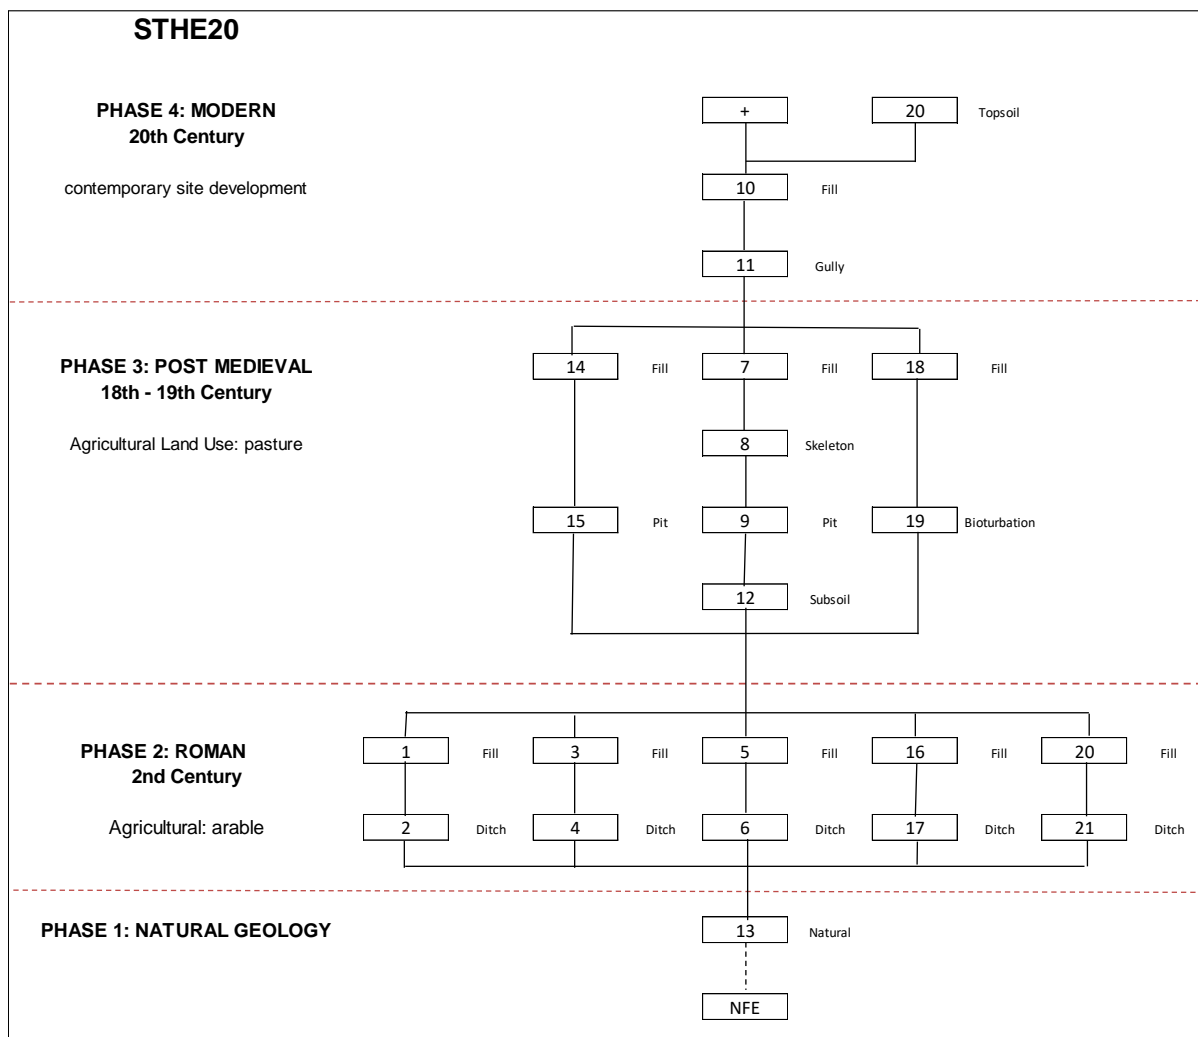 STHE20
PHASE 4: MODERN
20th Century
contemporary site development
+
20 Topsoil
10 Fill
11 Gully
PHASE 3: POST MEDIEVAL
18th - 19th Century
Agricultural Land Use: pasture
14 Fill 7 Fill 18 Fill
8 Skeleton
15 Pit 9 Pit 19 Bioturbation
12 Subsoil
PHASE 2: ROMAN
2nd Century
Agricultural: arable
1 Fill 3 Fill 5 Fill 16 Fill 20 Fill
2 Ditch 4 Ditch 6 Ditch 17 Ditch 21 Ditch
PHASE 1: NATURAL GEOLOGY
13 Natural
NFE